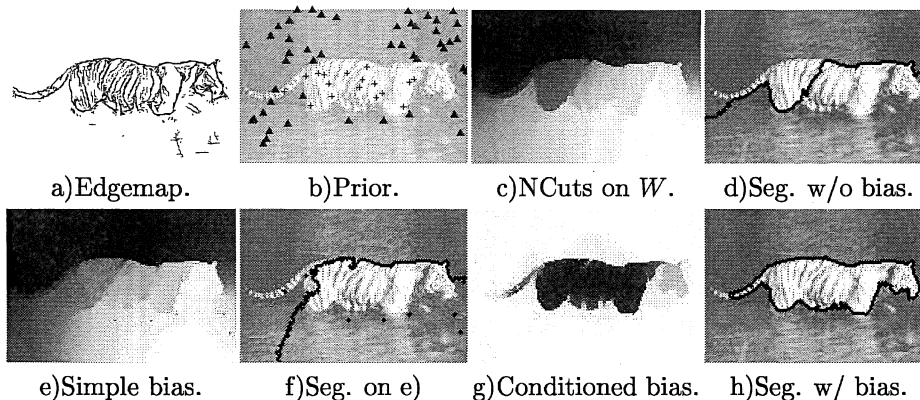 a)Edgemap.
b)Prior.
c)NCuts on W.
d)Seg. w/o bias.
e)Simple bias.
f)Seg. on e)
g)Conditioned bias.
h)Seg. w/ bias.